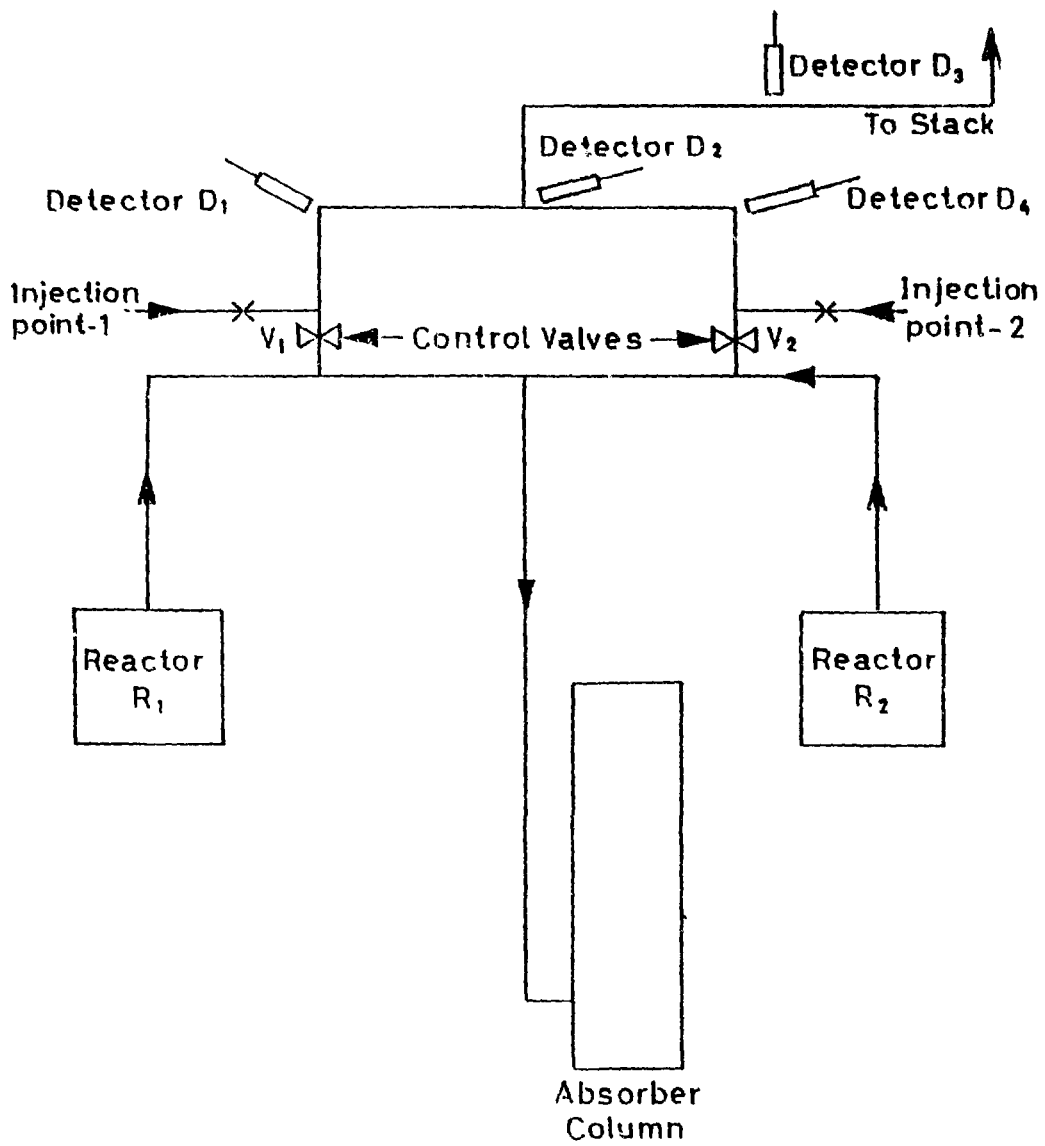 Detector D₃
To Stack
Detector D₂
Detector D₁
Detector D₄
Injection
point-1
Injection
point-2
V₁
Control Valves
V₂
Reactor
R₁
Reactor
R₂
Absorber
Column